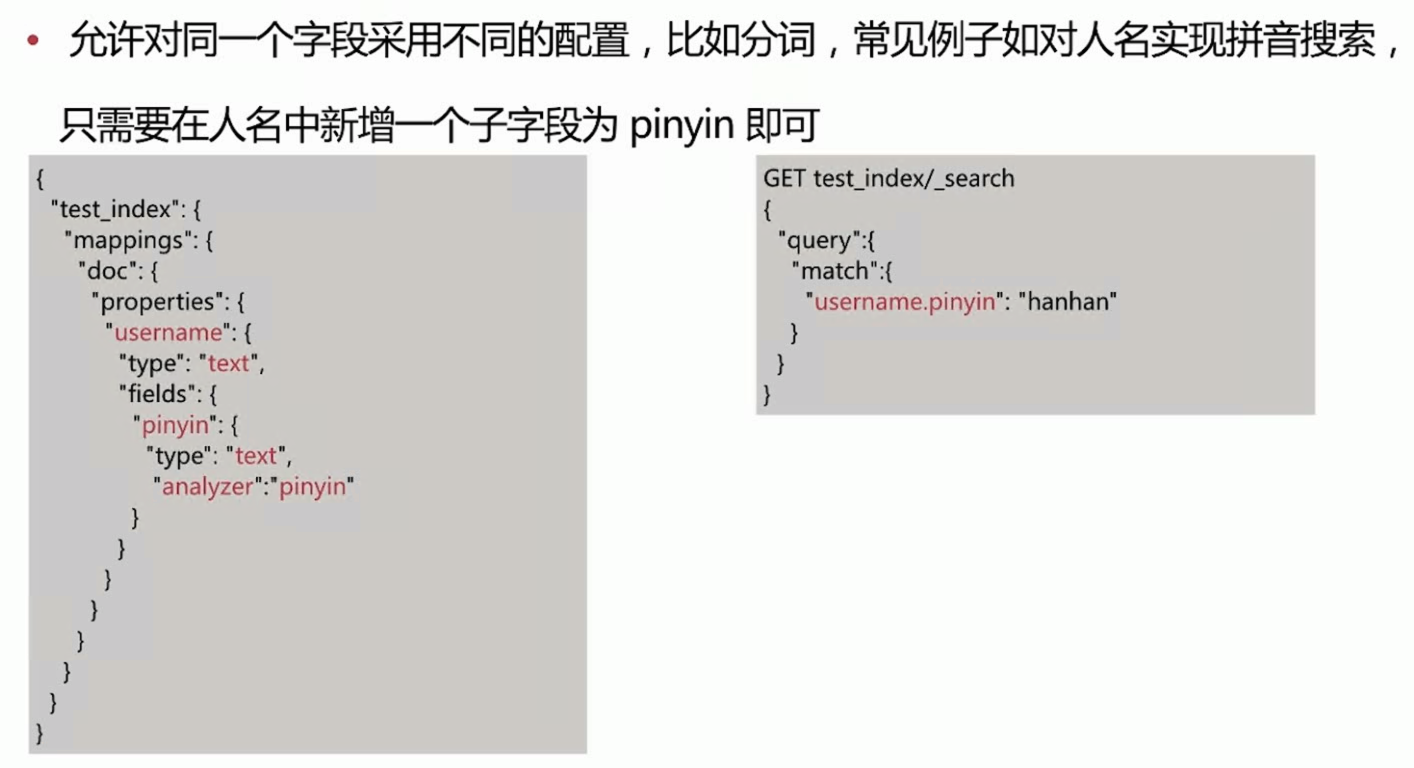 • 允许对同一个字段采用不同的配置，比如分词，常见例子如对人名实现拼音搜索，
只需要在人名中新增一个子字段为 pinyin 即可
{
"test_index": {
"mappings": {
"doc": {
"properties": {
"username": {
"type": "text",
"fields": {
"pinyin": {
"type": "text",
"analyzer":"pinyin"
}
}
}
}
}
}
}
}
GET test_index/_search
{
"query":{
"match":{
"username.pinyin": "hanhan"
}
}
}